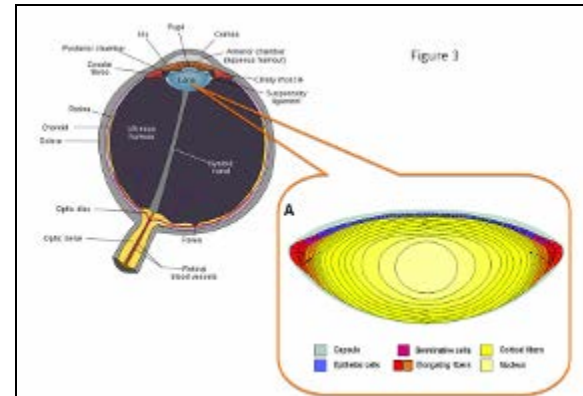 Pupil
Iris
Cornea
Posterior chamber
Anterior chamber
(aqueous humour)
Figure 3
Zonular
fibres
Ciliary muscle
Lens
Suspensory
ligament
Retina
Choroid
Sclera
Vitreous
humour
Hyaloid
canal
A
Optic disc
Optic nerve
Fovea
Retinal
blood vessels
Capsule
Germinative cells
Cortical fibers
Epithelial cells
Elongating fibers
Nucleus